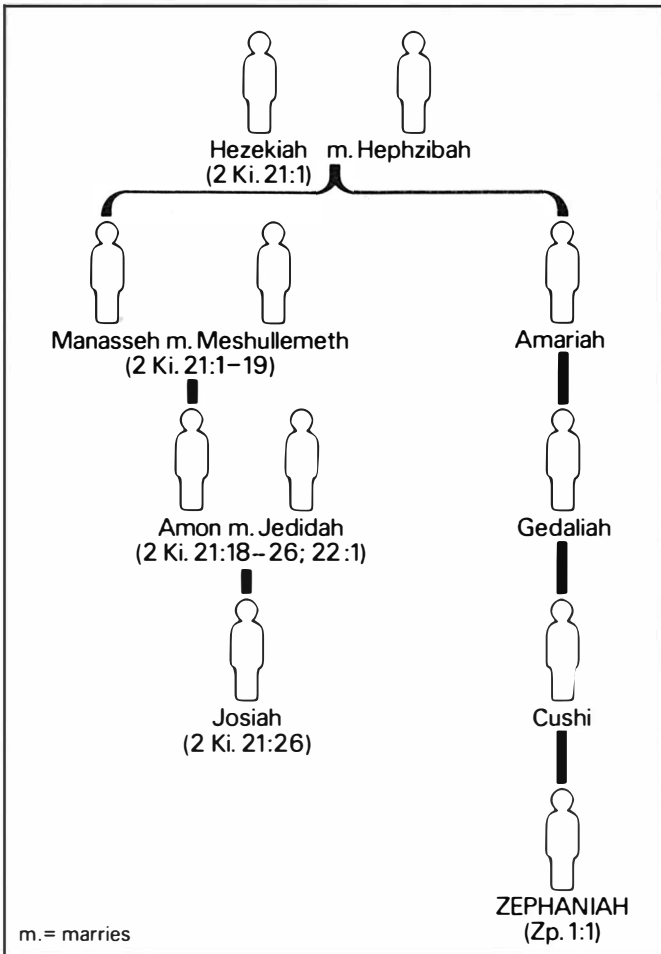 Hezekiah m. Hephzibah
(2 Ki. 21:1)
Manasseh m. Meshullemeth
(2 Ki. 21:1–19)
Amariah
Amon m. Jedidah
(2 Ki. 21:18–26; 22:1)
Gedaliah
Josiah
(2 Ki. 21:26)
Cushi
ZEPHANIAH
(Zp. 1:1)
m.= marries